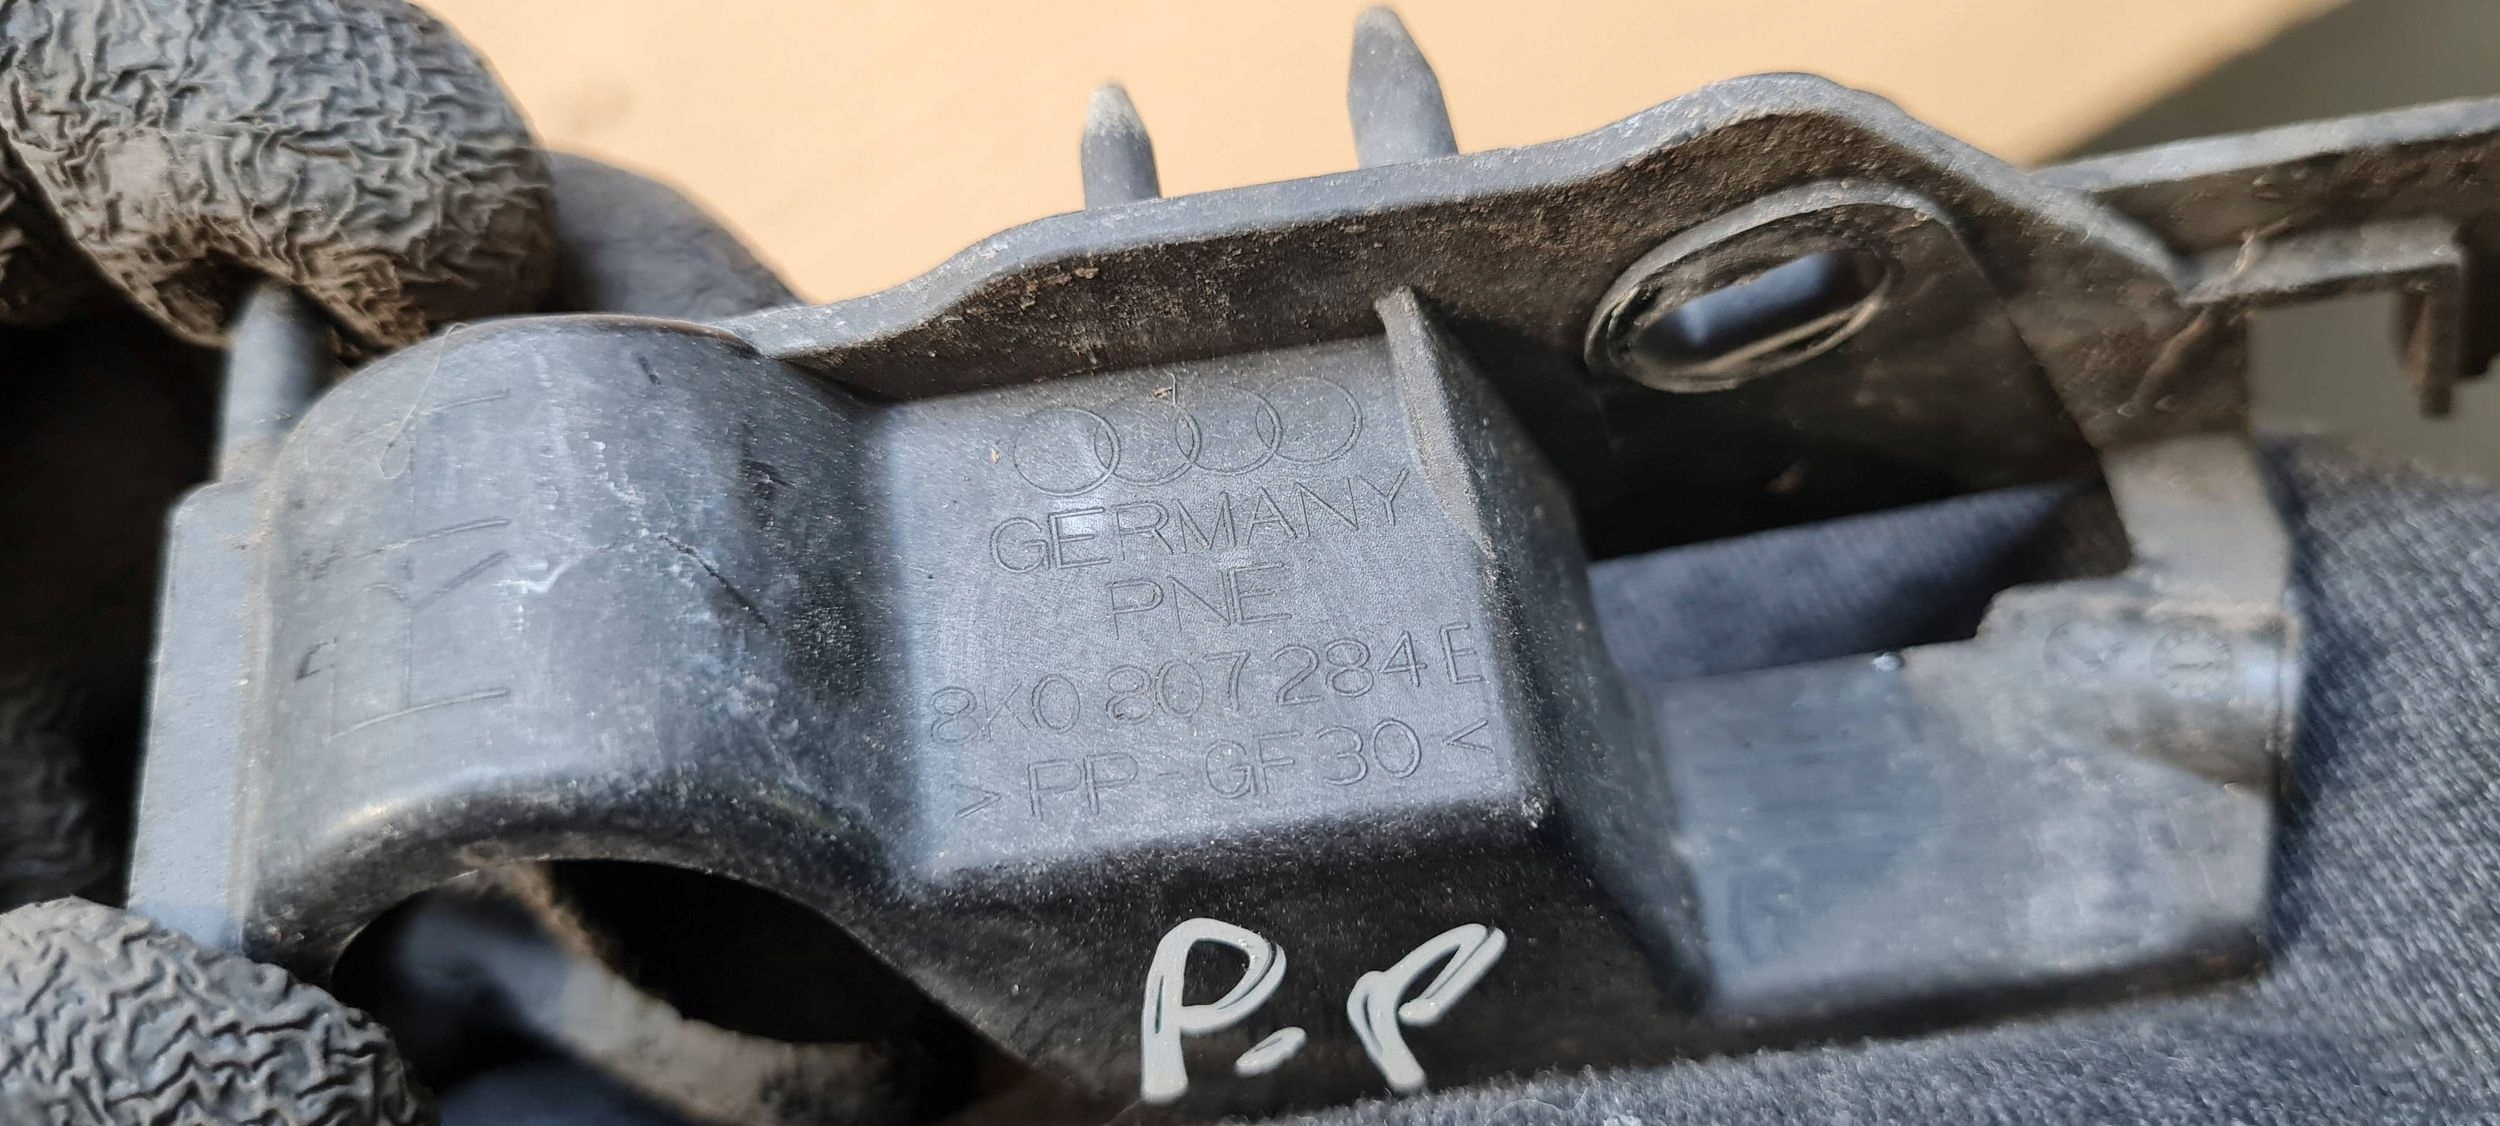 GERMANY
PNE
8K0 807 284 E
>PP-GF30<
P.P